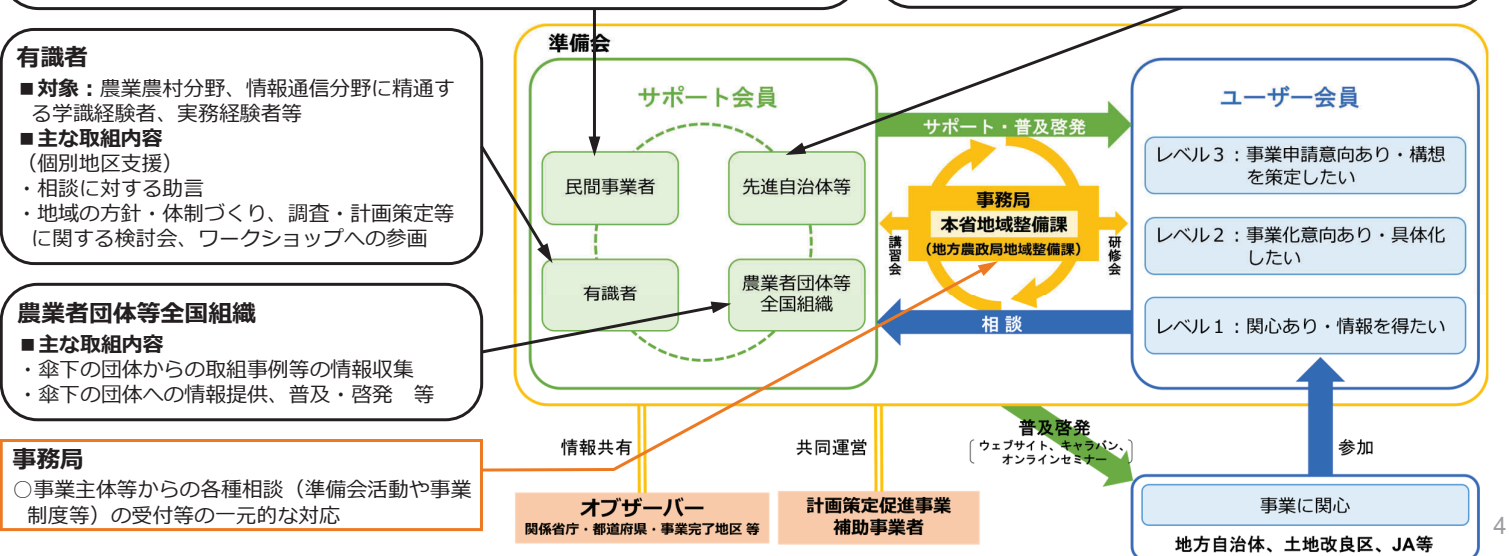 有識者
■対象：農業農村分野、情報通信分野に精通す
る学識経験者、実務経験者等
■主な取組内容
（個別地区支援）
・相談に対する助言
・地域の方針・体制づくり、調査・計画策定等
に関する検討会、ワークショップへの参画
農業者団体等全国組織
■主な取組内容
・傘下の団体からの取組事例等の情報収集
・傘下の団体への情報提供、普及・啓発　等
事務局
○事業主体等からの各種相談（準備会活動や事業
制度等）の受付等の一元的な対応
準備会
サポート会員
民間事業者
先進自治体等
有識者
農業者団体等
全国組織
サポート・普及啓発
事務局
本省地域整備課
（地方農政局地域整備課）
講習会
研修会
相談
ユーザー会員
レベル３：事業申請意向あり・構想
を策定したい
レベル２：事業化意向あり・具体化
したい
レベル１：関心あり・情報を得たい
情報共有
共同運営
普及啓発
（ウェブサイト、キャラバン、
オンラインセミナー）
参加
オブザーバー
関係省庁・都道府県・事業完了地区 等
計画策定促進事業
補助事業者
事業に関心
地方自治体、土地改良区、JA等
4